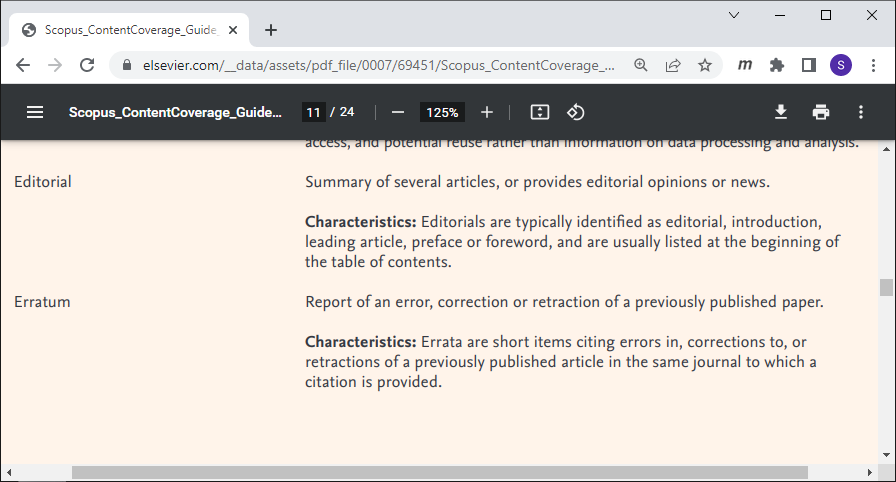 Scopus_ContentCoverage_Guide
elsevier.com/__data/assets/pdf_file/0007/69451/Scopus_ContentCoverage_...
m
S
Scopus_ContentCoverage_Guide...
11 / 24
125%
access, and potential reuse rather than information on data processing and analysis.
Editorial
Summary of several articles, or provides editorial opinions or news.
Characteristics: Editorials are typically identified as editorial, introduction,
leading article, preface or foreword, and are usually listed at the beginning of
the table of contents.
Erratum
Report of an error, correction or retraction of a previously published paper.
Characteristics: Errata are short items citing errors in, corrections to, or
retractions of a previously published article in the same journal to which a
citation is provided.